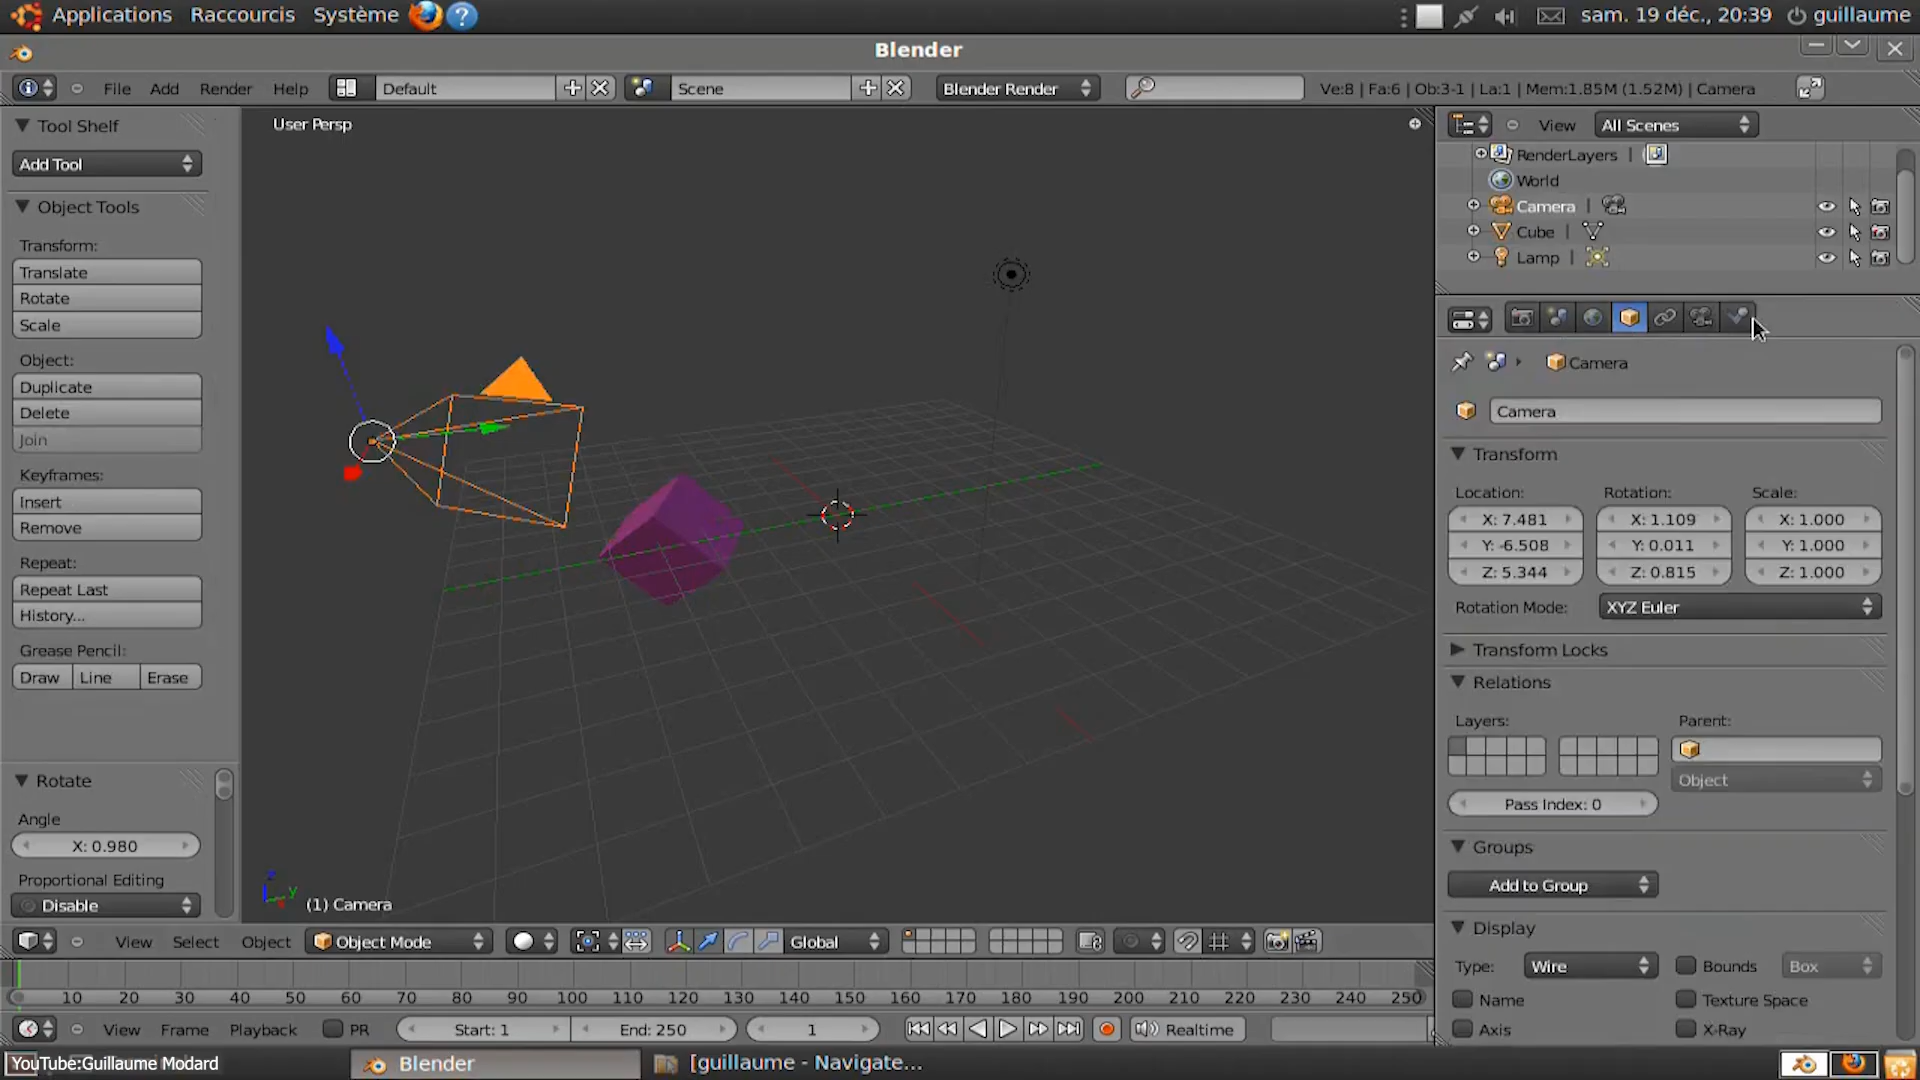 Applications Raccourcis Système sam. 19 déc., 20:39 guillaume
Blender
File Add Render Help Default Scene Blender Render Ve:8 | Fa:6 | Ob:3-1 | La:1 | Mem:1.85M (1.52M) | Camera
Tool Shelf
Add Tool
Object Tools
Transform:
Translate
Rotate
Scale
Object:
Duplicate
Delete
Join
Keyframes:
Insert
Remove
Repeat:
Repeat Last
History...
Grease Pencil:
Draw Line Erase
Rotate
Angle
X: 0.980
Proportional Editing
Disable
User Persp
z
y
(1) Camera
View All Scenes
RenderLayers |
World
Camera |
Cube |
Lamp |
Camera
Camera
Transform
Location: Rotation: Scale:
X: 7.481 X: 1.109 X: 1.000
Y: -6.508 Y: 0.011 Y: 1.000
Z: 5.344 Z: 0.815 Z: 1.000
Rotation Mode: XYZ Euler
Transform Locks
Relations
Layers: Parent:
Object
Pass Index: 0
Groups
Add to Group
Display
Type: Wire Bounds Box
Name Texture Space
Axis X-Ray
View Select Object Object Mode Global
10 20 30 40 50 60 70 80 90 100 110 120 130 140 150 160 170 180 190 200 210 220 230 240 250
View Frame Playback PR Start: 1 End: 250 1 Realtime
YouTube:Guillaume Modard Blender [guillaume - Navigate...